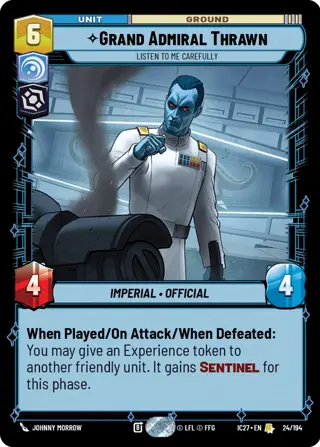 UNIT
GROUND
6
✧GRAND ADMIRAL THRAWN
LISTEN TO ME CAREFULLY
4
4
IMPERIAL • OFFICIAL
When Played/On Attack/When Defeated:
You may give an Experience token to
another friendly unit. It gains SENTINEL for
this phase.
JOHNNY MORROW
© LFL © FFG
IC27 • EN
24/194